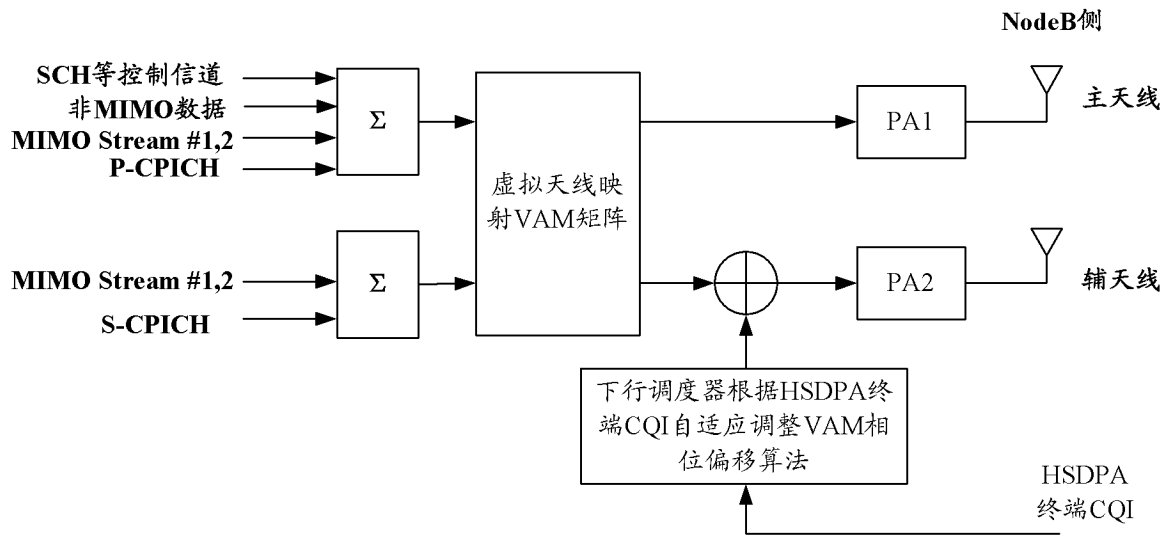 NodeB侧
SCH等控制信道
非MIMO数据
MIMO Stream #1,2
P-CPICH
Σ
虚拟天线映
射VAM矩阵
PA1
主天线
MIMO Stream #1,2
S-CPICH
Σ
PA2
辅天线
下行调度器根据HSDPA终
端CQI自适应调整VAM相
位偏移算法
HSDPA
终端CQI